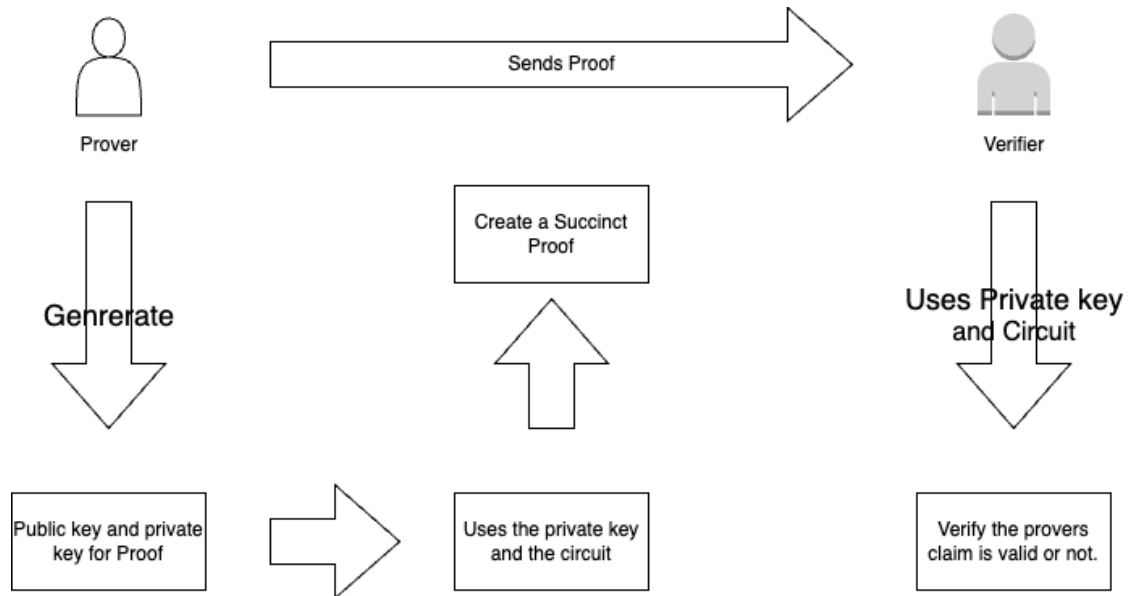 Sends Proof
Prover
Verifier
Create a Succinct
Proof
Genrerate
Uses Private key
and Circuit
Public key and private
key for Proof
Uses the private key
and the circuit
Verify the provers
claim is valid or not.